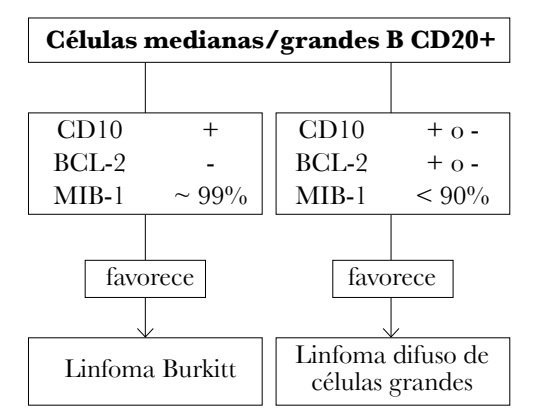 Células medianas/grandes B CD20+
CD10 +
BCL-2 -
MIB-1 ~ 99%
CD10 + o -
BCL-2 + o -
MIB-1 < 90%
favorece
favorece
Linfoma Burkitt
Linfoma difuso de
células grandes